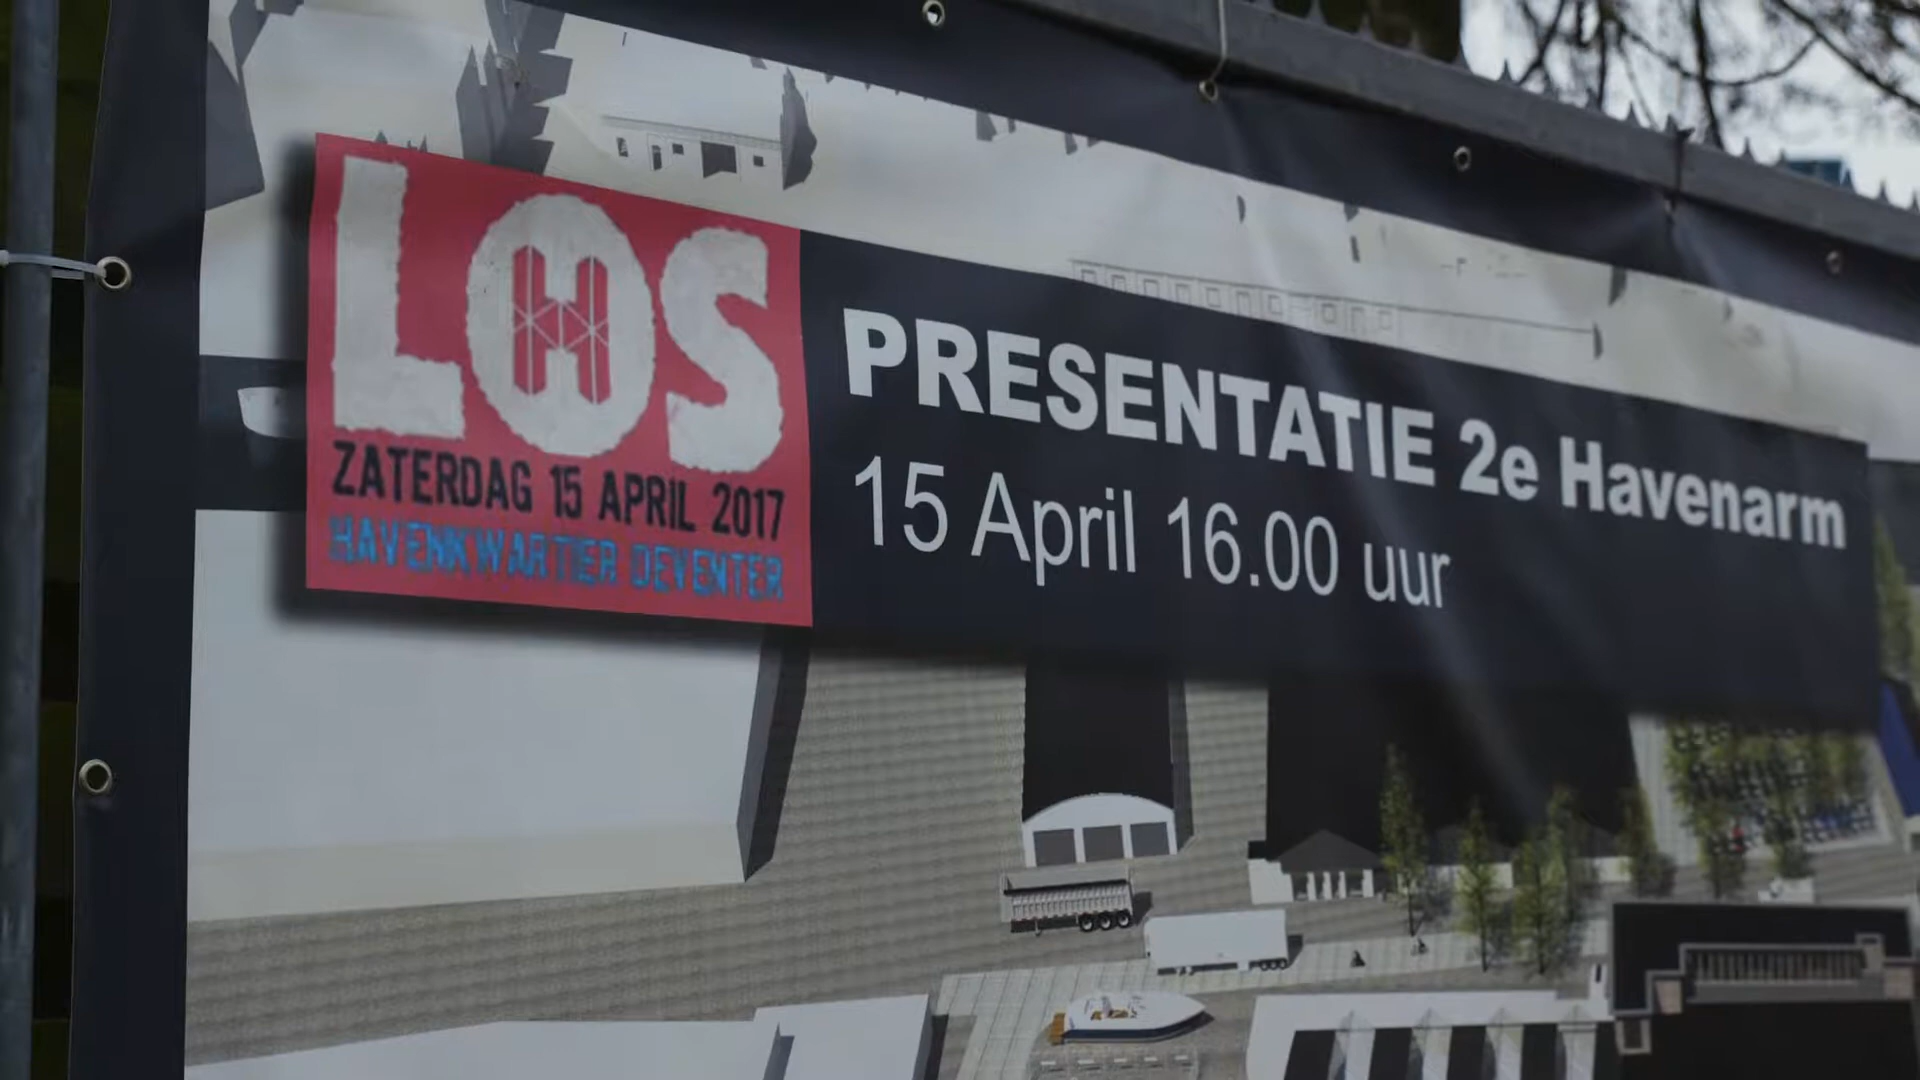 LOS
ZATERDAG 15 APRIL 2017
HAVENKWARTIER DEVENTER
PRESENTATIE 2e Havenarm
15 April 16.00 uur